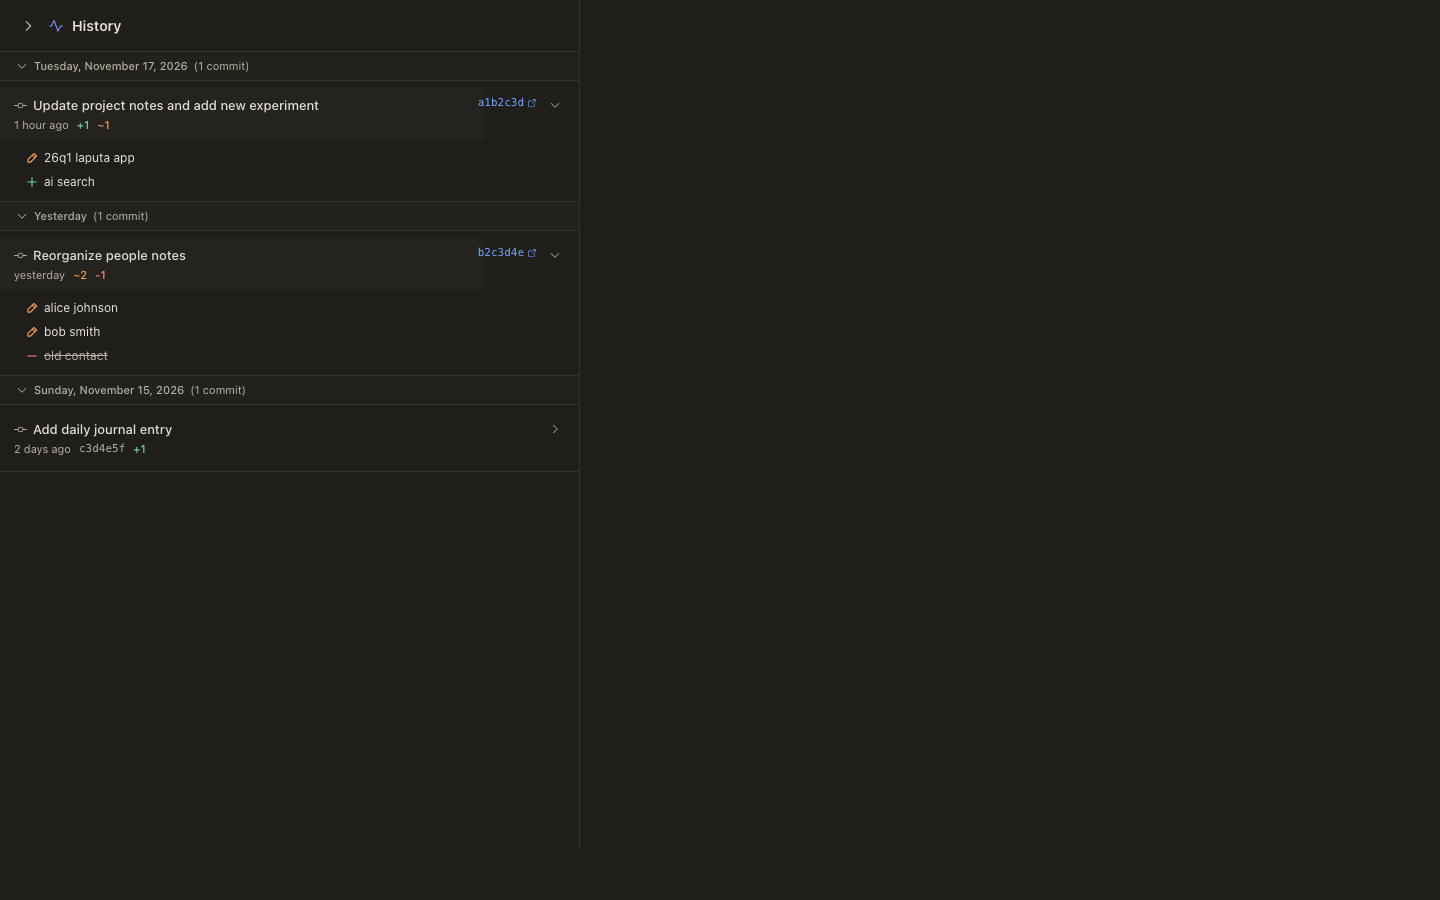 History
Tuesday, November 17, 2026 (1 commit)
Update project notes and add new experiment a1b2c3d
1 hour ago +1 ~1
26q1 laputa app
ai search
Yesterday (1 commit)
Reorganize people notes b2c3d4e
yesterday ~2 -1
alice johnson
bob smith
old contact
Sunday, November 15, 2026 (1 commit)
Add daily journal entry
2 days ago c3d4e5f +1